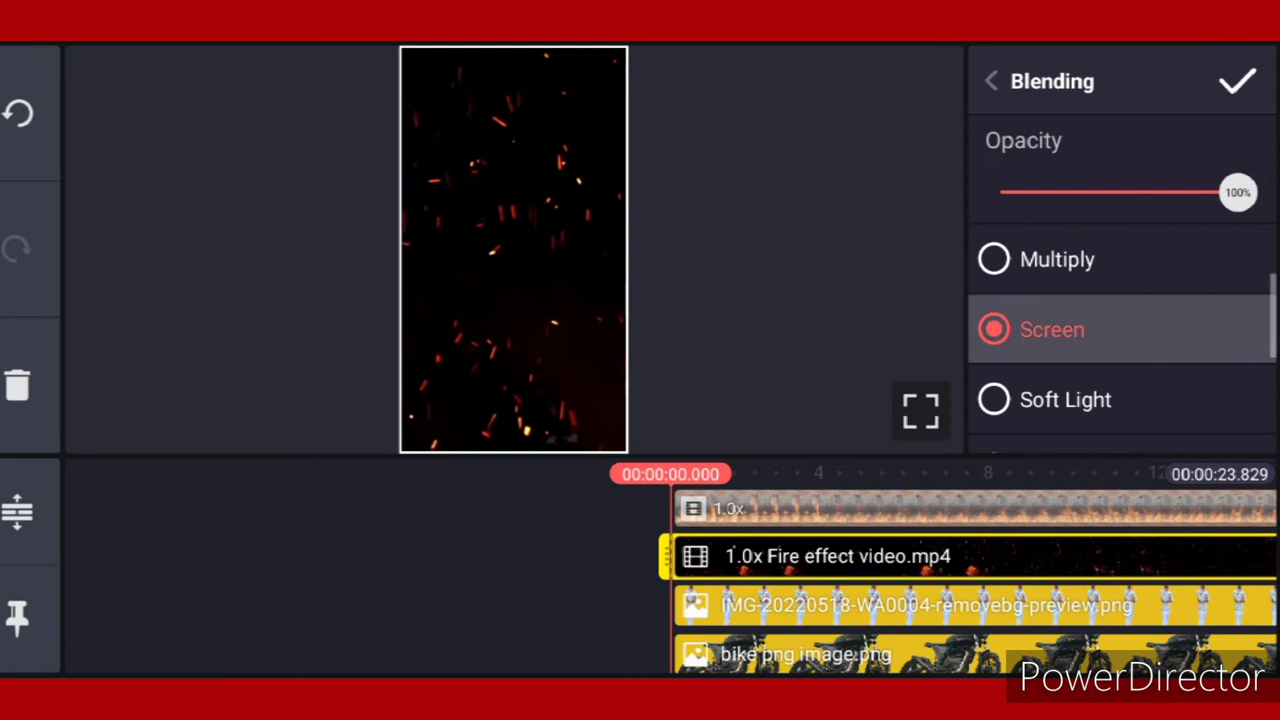 Blending
Opacity
100%
Multiply
Screen
Soft Light
00:00:00.000
4
8
12
00:00:23.829
1.0x
1.0x Fire effect video.mp4
IMG-20220518-WA0004-removebg-preview.png
bike png image.png
PowerDirector